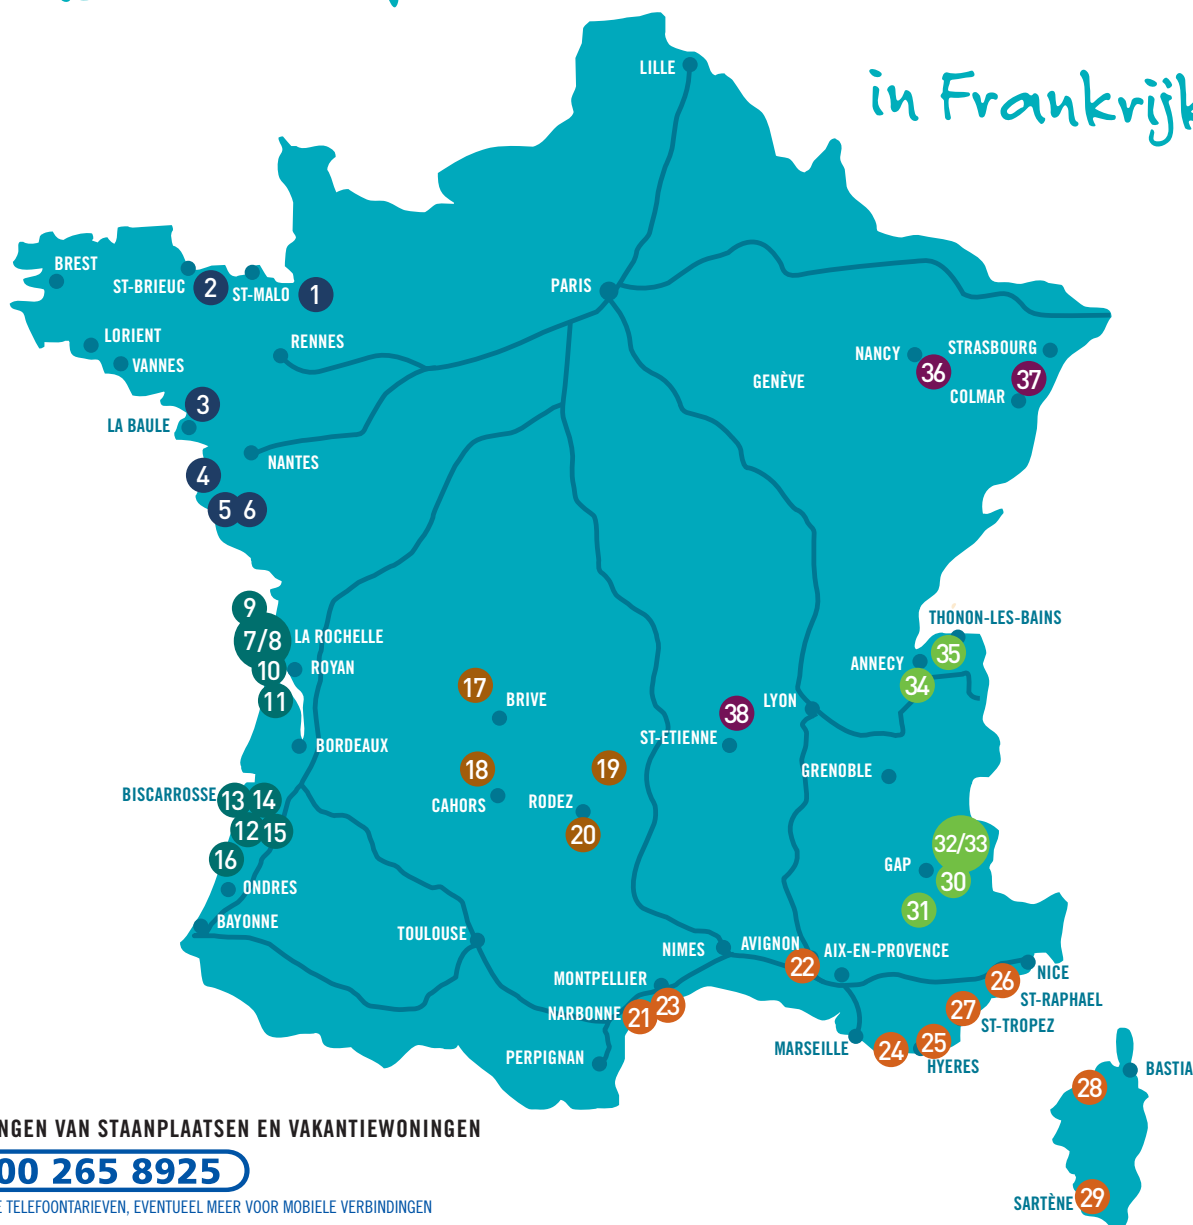 in Frankrijk
LILLE
BREST
ST-BRIEUC
2
ST-MALO
1
PARIS
LORIENT
RENNES
VANNES
NANCY
STRASBOURG
36
37
GENÈVE
COLMAR
3
LA BAULE
NANTES
4
5
6
9
THONON-LES-BAINS
7/8
LA ROCHELLE
35
10
ROYAN
ANNECY
34
17
11
BRIVE
38
LYON
BORDEAUX
ST-ETIENNE
18
19
GRENOBLE
BISCARROSSE
13
14
CAHORS
RODEZ
12
15
20
32/33
16
GAP
30
ONDRES
31
BAYONNE
TOULOUSE
NIMES
AVIGNON
AIX-EN-PROVENCE
22
MONTPELLIER
NICE
26
NARBONNE
21
23
ST-RAPHAEL
27
ST-TROPEZ
MARSEILLE
24
25
PERPIGNAN
HYERES
BASTIA
28
NGEN VAN STAANPLAATSEN EN VAKANTIEWONINGEN
00 265 8925
E TELEFOONTARIEVEN, EVENTUEEL MEER VOOR MOBIELE VERBINDINGEN
SARTÈNE
29